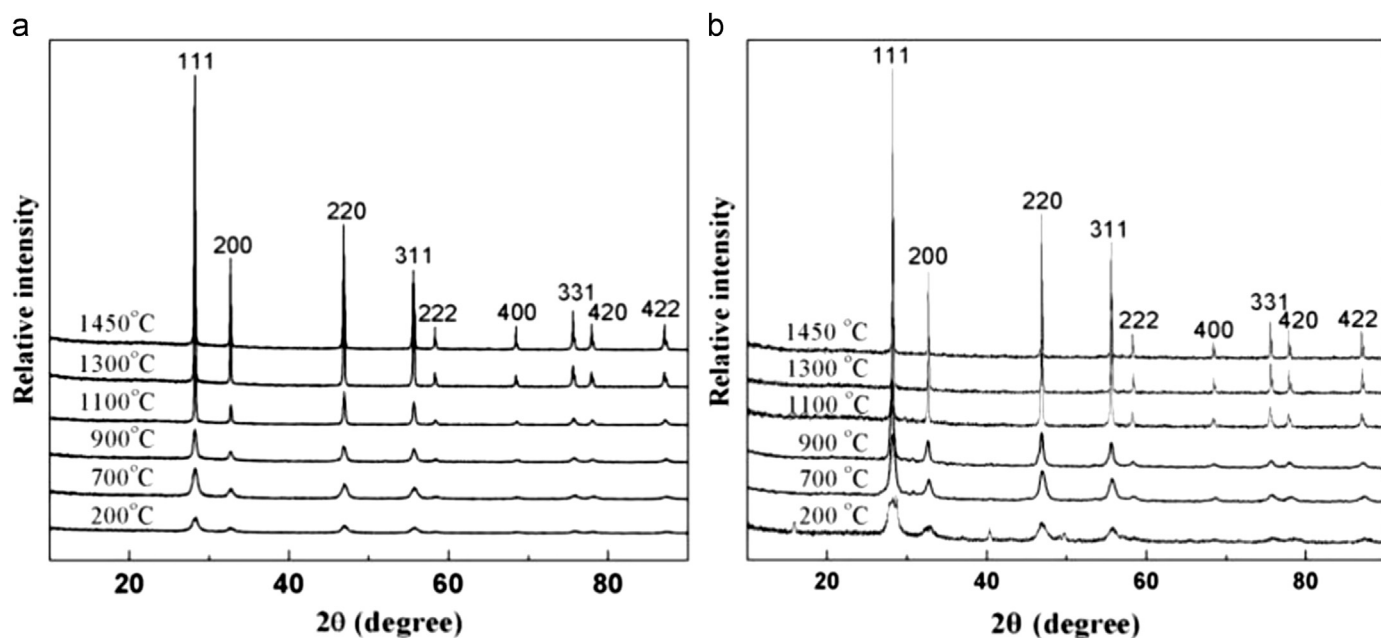 a
111
200
220
311
222
400
331
420
422
1450°C
1300°C
1100°C
900°C
700°C
200°C
Relative intensity
20
40
60
80
2θ (degree)
b
111
200
220
311
222
400
331
420
422
1450 °C
1300 °C
1100 °C
900 °C
700 °C
200 °C
Relative intensity
20
40
60
80
2θ (degree)